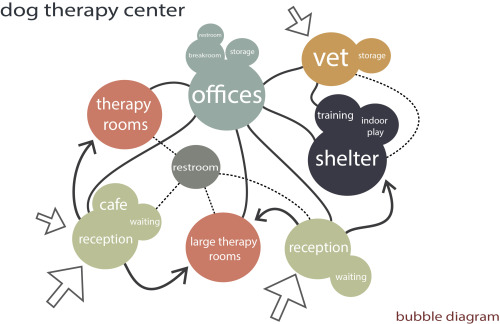 dog therapy center
restroom
breakroom
storage
offices
vet
storage
therapy
rooms
training
indoor
play
shelter
restroom
cafe
waiting
reception
large therapy
rooms
reception
waiting
bubble diagram